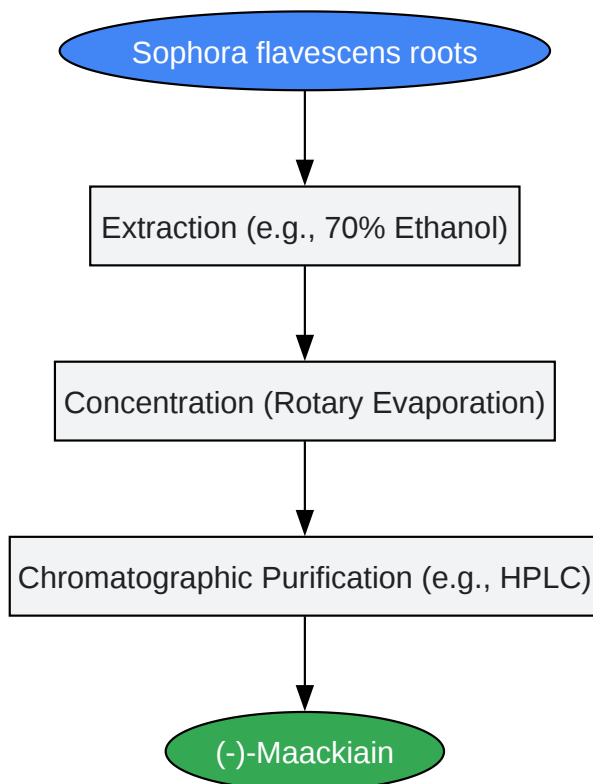 Sophora flavescens roots
Extraction (e.g., 70% Ethanol)
Concentration (Rotary Evaporation)
Chromatographic Purification (e.g., HPLC)
(-)-Maackiain